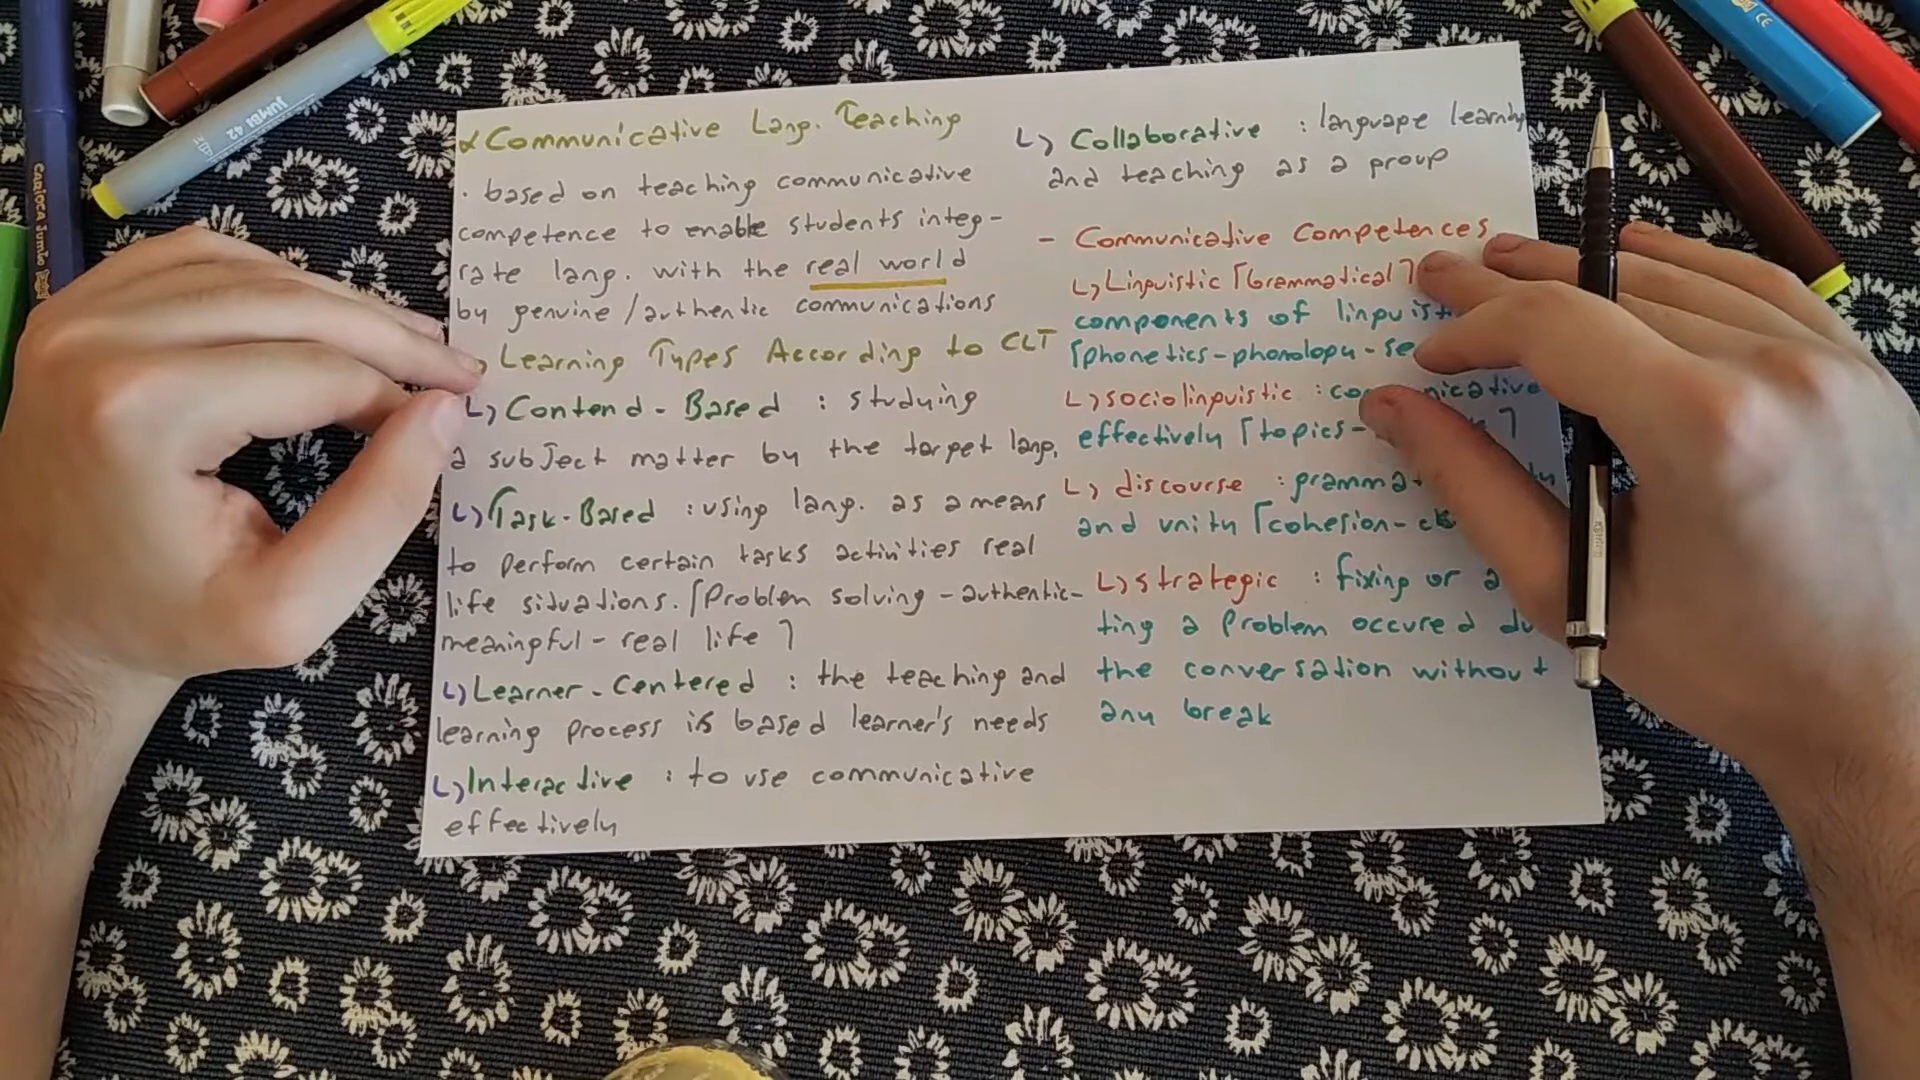 Communicative Lang. Teaching
. based on teaching communicative
competence to enable students integ-
rate lang. with the real world
by genuine/authentic communications
Learning Types According to CLT
Contend-Based : studying
a subject matter by the target lang.
Task-Based : using lang. as a means
to perform certain tasks activities real
life situations. [Problem solving - authentic-
meaningful - real life]
Learner-Centered : the teaching and
learning process is based learner's needs
Interactive : to use communicative
effectively
Collaborative : language learning
and teaching as a group
- Communicative Competences
Linguistic [Grammatical]
components of
[phonetics-phonology-
sociolinguistic :
effectively [topics-
discourse :
and unity [cohesion-
strategic : fixing or
ting a Problem occured
the conversation without
any break
JUMBO 42
CARIOCA JUMBO
CE